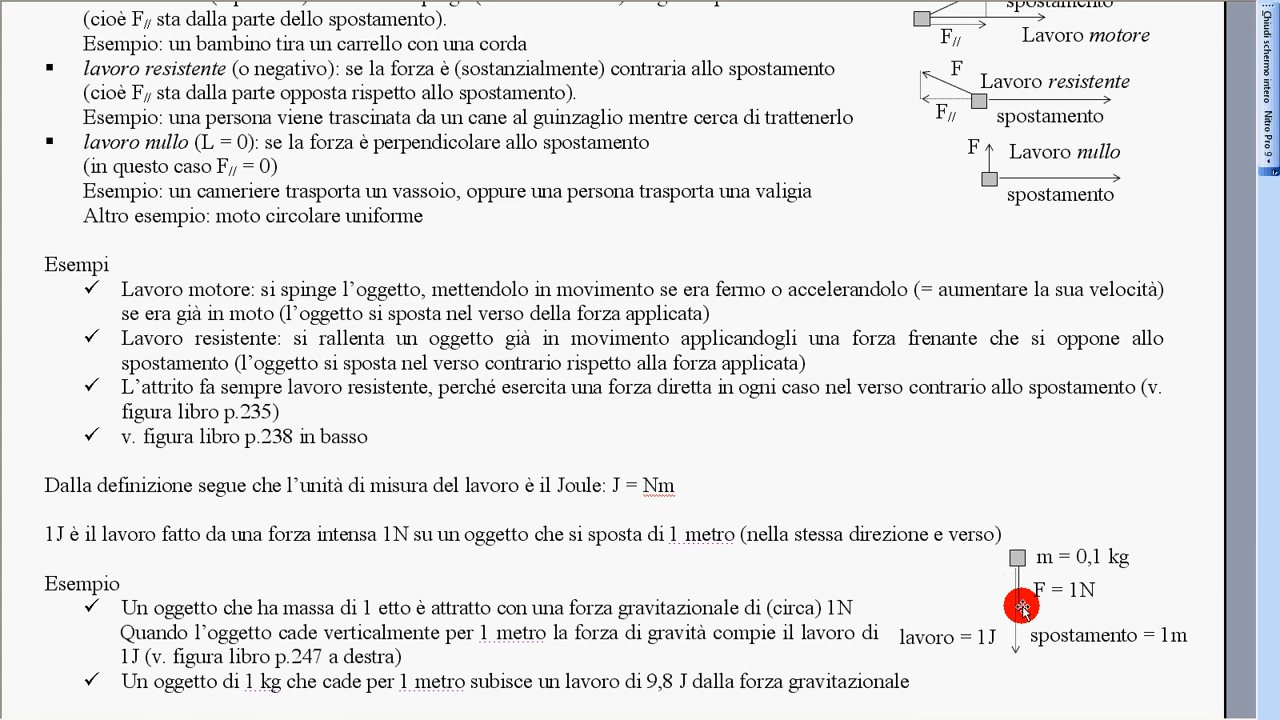 (cioè F// sta dalla parte dello spostamento).
Esempio: un bambino tira un carrello con una corda
▪ lavoro resistente (o negativo): se la forza è (sostanzialmente) contraria allo spostamento
(cioè F// sta dalla parte opposta rispetto allo spostamento).
Esempio: una persona viene trascinata da un cane al guinzaglio mentre cerca di trattenerlo
▪ lavoro nullo (L = 0): se la forza è perpendicolare allo spostamento
(in questo caso F// = 0)
Esempio: un cameriere trasporta un vassoio, oppure una persona trasporta una valigia
Altro esempio: moto circolare uniforme
spostamento
F//
Lavoro motore
F
Lavoro resistente
F//
spostamento
F
Lavoro nullo
spostamento
Esempi
✓ Lavoro motore: si spinge l'oggetto, mettendolo in movimento se era fermo o accelerandolo (= aumentare la sua velocità)
se era già in moto (l'oggetto si sposta nel verso della forza applicata)
✓ Lavoro resistente: si rallenta un oggetto già in movimento applicandogli una forza frenante che si oppone allo
spostamento (l'oggetto si sposta nel verso contrario rispetto alla forza applicata)
✓ L'attrito fa sempre lavoro resistente, perché esercita una forza diretta in ogni caso nel verso contrario allo spostamento (v.
figura libro p.235)
✓ v. figura libro p.238 in basso
Dalla definizione segue che l'unità di misura del lavoro è il Joule: J = Nm
1J è il lavoro fatto da una forza intensa 1N su un oggetto che si sposta di 1 metro (nella stessa direzione e verso)
Esempio
✓ Un oggetto che ha massa di 1 etto è attratto con una forza gravitazionale di (circa) 1N
Quando l'oggetto cade verticalmente per 1 metro la forza di gravità compie il lavoro di
1J (v. figura libro p.247 a destra)
✓ Un oggetto di 1 kg che cade per 1 metro subisce un lavoro di 9,8 J dalla forza gravitazionale
m = 0,1 kg
F = 1N
lavoro = 1J
spostamento = 1m
Chiudi schermo intero
Nitro Pro 9